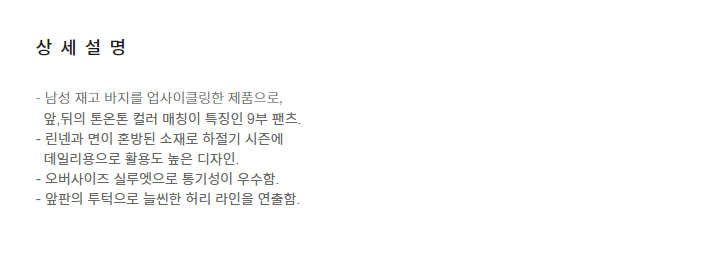 상 세 설 명
- 남성 재고 바지를 업사이클링한 제품으로,
앞,뒤의 톤온톤 컬러 매칭이 특징인 9부 팬츠.
- 린넨과 면이 혼방된 소재로 하절기 시즌에
데일리용으로 활용도 높은 디자인.
- 오버사이즈 실루엣으로 통기성이 우수함.
- 앞판의 투턱으로 늘씬한 허리 라인을 연출함.